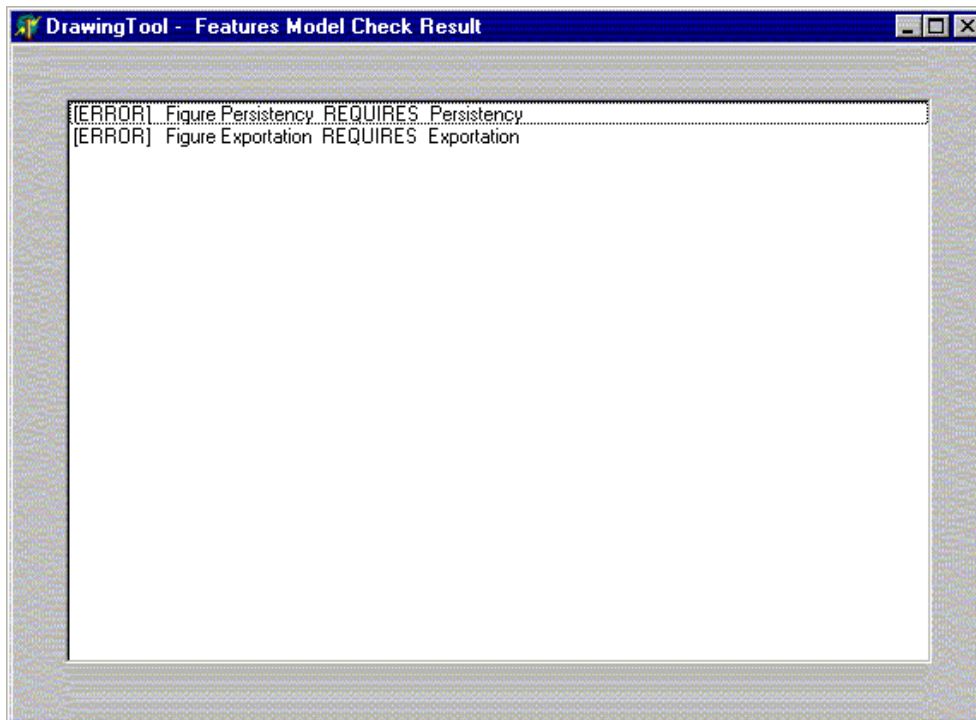 DrawingTool - Features Model Check Result
[ERROR] Figure Persistency REQUIRES Persistency
[ERROR] Figure Exportation REQUIRES Exportation